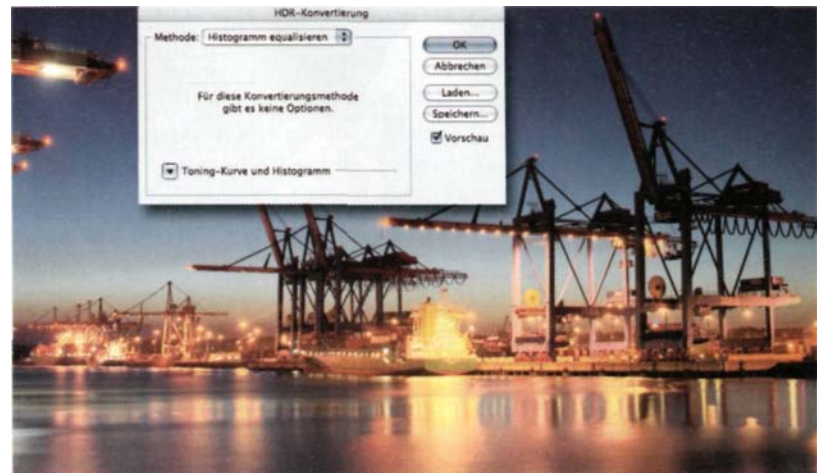 HDR-Konvertierung
Methode: Histogramm equalisieren
Für diese Konvertierungsmethode
gibt es keine Optionen.
Toning-Kurve und Histogramm
OK
Abbrechen
Laden...
Speichern...
Vorschau